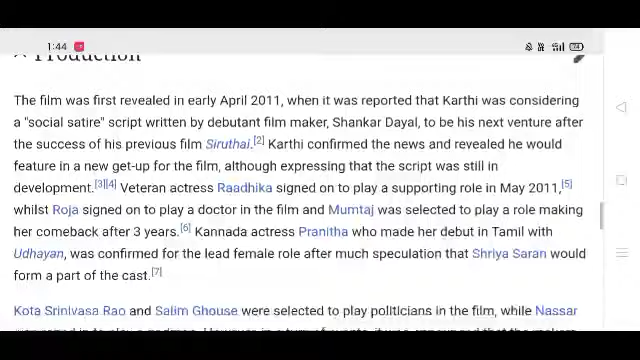 1:44
Production
The film was first revealed in early April 2011, when it was reported that Karthi was considering
a "social satire" script written by debutant film maker, Shankar Dayal, to be his next venture after
the success of his previous film Siruthai.[2] Karthi confirmed the news and revealed he would
feature in a new get-up for the film, although expressing that the script was still in
development.[3][4] Veteran actress Raadhika signed on to play a supporting role in May 2011,[5]
whilst Roja signed on to play a doctor in the film and Mumtaj was selected to play a role making
her comeback after 3 years.[6] Kannada actress Pranitha who made her debut in Tamil with
Udhayan, was confirmed for the lead female role after much speculation that Shriya Saran would
form a part of the cast.[7]
Kota Srinivasa Rao and Salim Ghouse were selected to play politicians in the film, while Nassar